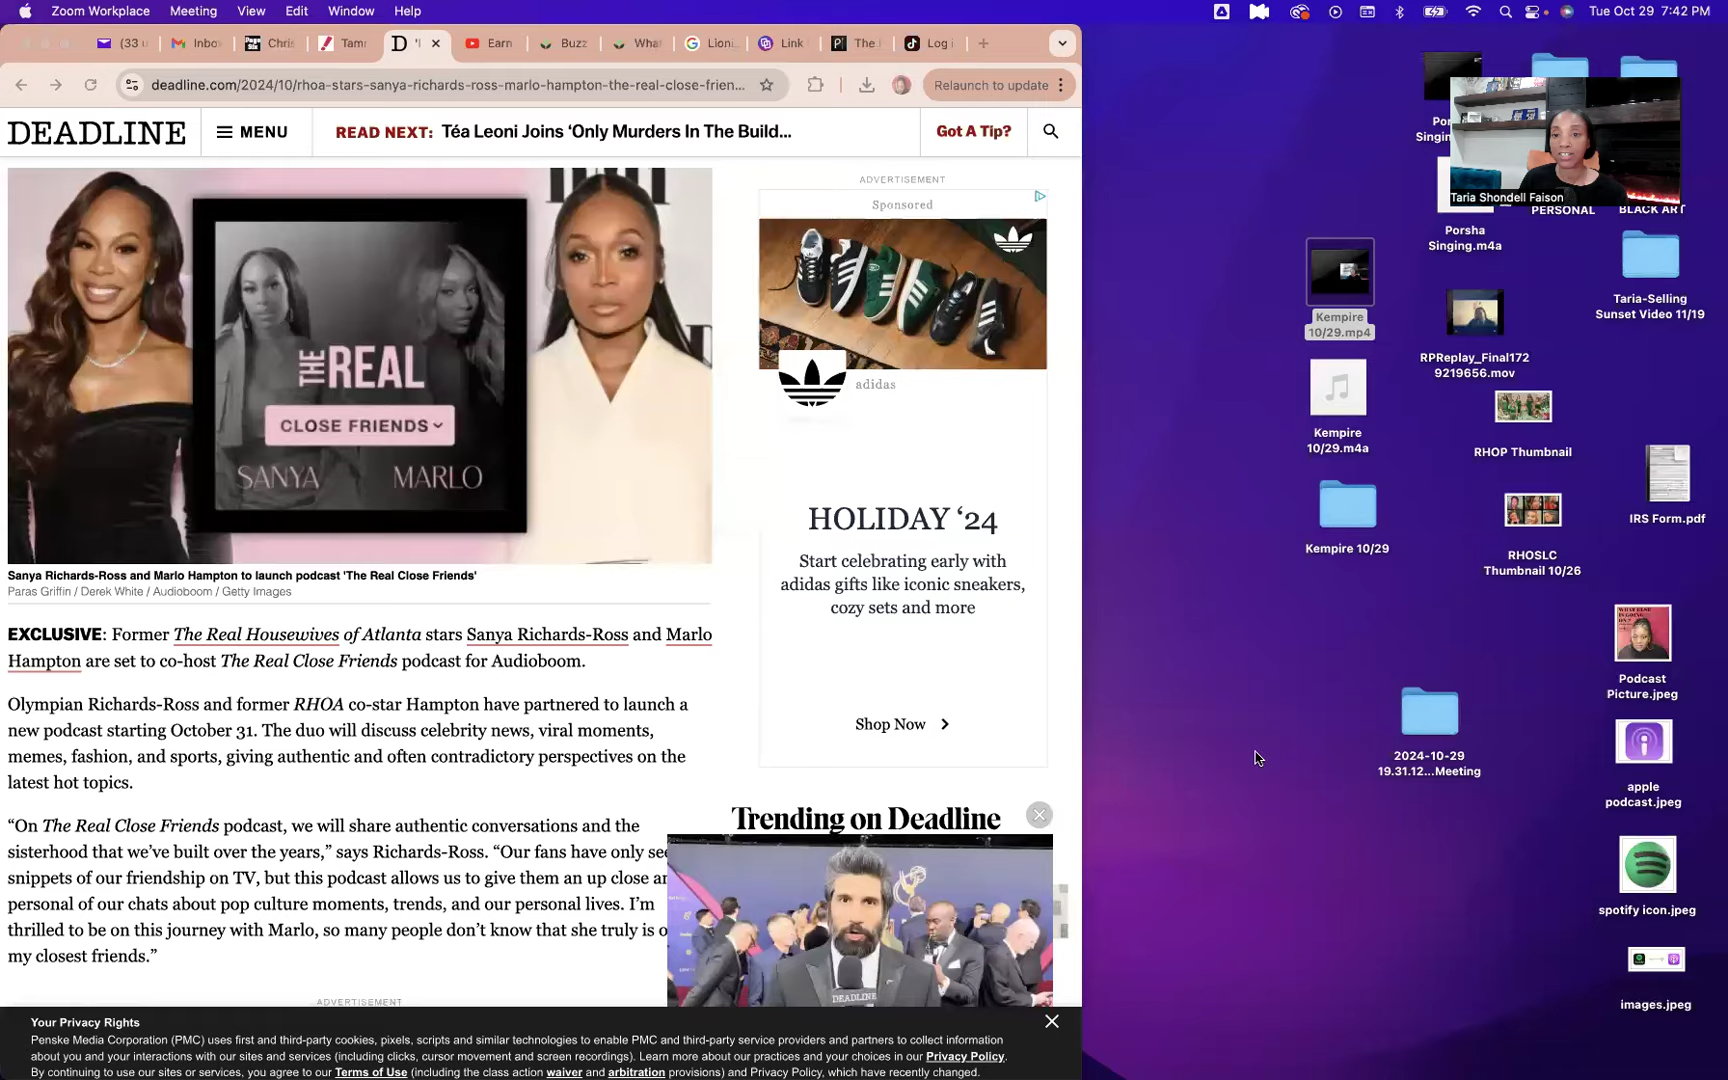 Zoom Workplace Meeting View Edit Window Help
Tue Oct 29 7:42 PM
(33 u
Inbo
Chris
Tamr
Earn
Buzz
Wha
Lion
Link
The
Log i
deadline.com/2024/10/rhoa-stars-sanya-richards-ross-marlo-hampton-the-real-close-frien...
Relaunch to update
DEADLINE
MENU
READ NEXT: Téa Leoni Joins ‘Only Murders In The Build...
Got A Tip?
THE REAL
CLOSE FRIENDS
SANYA MARLO
Sanya Richards-Ross and Marlo Hampton to launch podcast 'The Real Close Friends'
Paras Griffin / Derek White / Audioboom / Getty Images
EXCLUSIVE: Former The Real Housewives of Atlanta stars Sanya Richards-Ross and Marlo
Hampton are set to co-host The Real Close Friends podcast for Audioboom.
Olympian Richards-Ross and former RHOA co-star Hampton have partnered to launch a
new podcast starting October 31. The duo will discuss celebrity news, viral moments,
memes, fashion, and sports, giving authentic and often contradictory perspectives on the
latest hot topics.
“On The Real Close Friends podcast, we will share authentic conversations and the
sisterhood that we’ve built over the years,” says Richards-Ross. “Our fans have only see
snippets of our friendship on TV, but this podcast allows us to give them an up close an
personal of our chats about pop culture moments, trends, and our personal lives. I’m
thrilled to be on this journey with Marlo, so many people don’t know that she truly is o
my closest friends.”
ADVERTISEMENT
ADVERTISEMENT
Sponsored
adidas
HOLIDAY ‘24
Start celebrating early with
adidas gifts like iconic sneakers,
cozy sets and more
Shop Now
Trending on Deadline
DEADLINE
Your Privacy Rights
Penske Media Corporation (PMC) uses first and third-party cookies, pixels, scripts and similar technologies to enable PMC and third-party service providers and partners to collect information
about you and your interactions with our sites and services (including clicks, cursor movement and screen recordings). Learn more about our practices and your choices in our Privacy Policy.
By continuing to use our sites or services, you agree to our Terms of Use (including the class action waiver and arbitration provisions) and Privacy Policy, which have recently changed.
Por
Singin
Taria Shondell Faison
PERSONAL
BLACK ART
Porsha
Singing.m4a
Kempire
10/29.mp4
Taria-Selling
Sunset Video 11/19
RPReplay_Final172
9219656.mov
Kempire
10/29.m4a
RHOP Thumbnail
IRS Form.pdf
Kempire 10/29
RHOSLC
Thumbnail 10/26
Podcast
Picture.jpeg
2024-10-29
19.31.12...Meeting
apple
podcast.jpeg
spotify icon.jpeg
images.jpeg